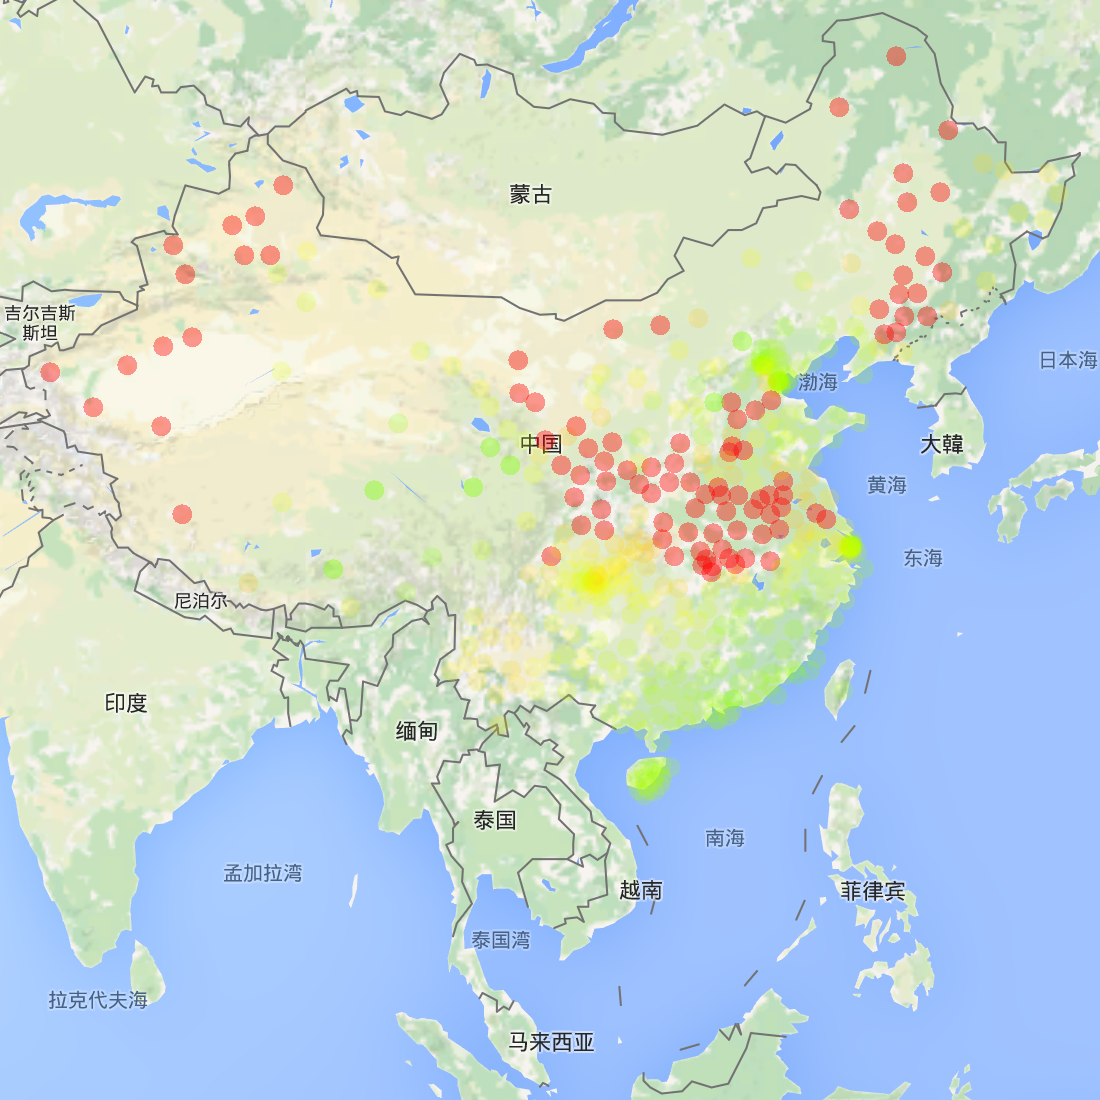 蒙古
吉尔吉斯
斯坦
日本海
渤海
中国
大韓
黄海
东海
尼泊尔
印度
缅甸
泰国
南海
孟加拉湾
越南
菲律宾
泰国湾
拉克代夫海
马来西亚